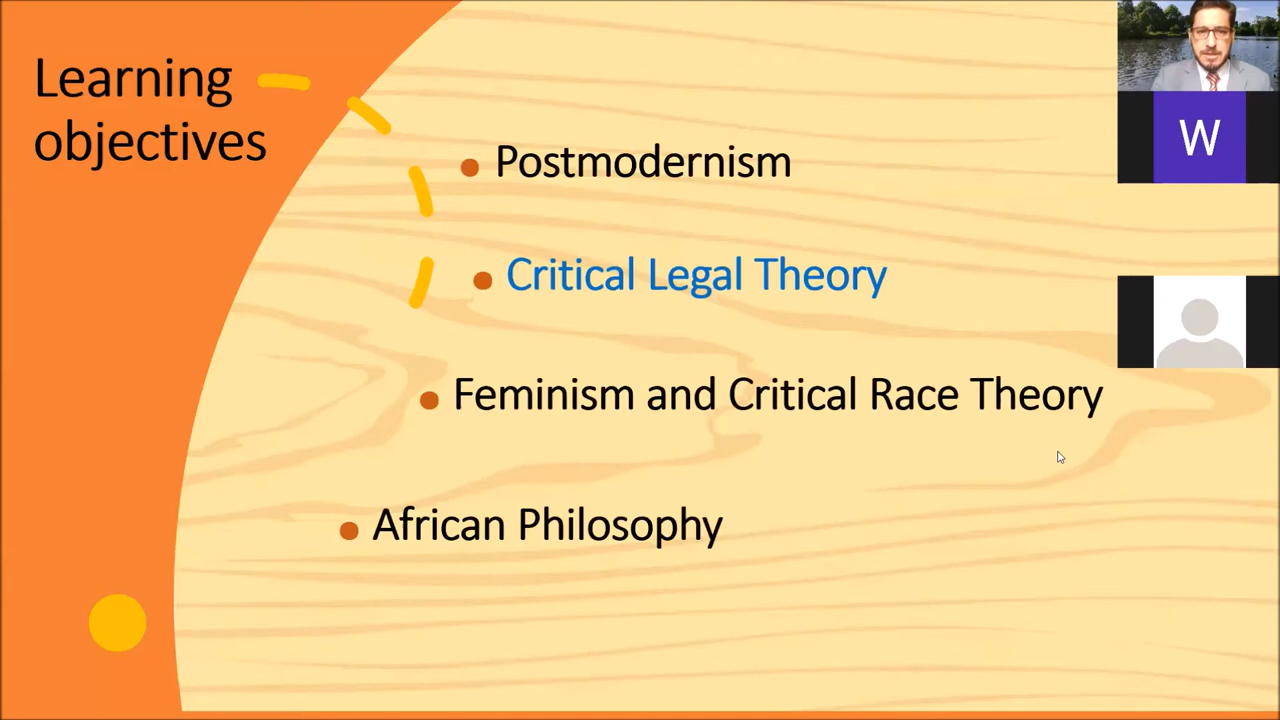 Learning
objectives
Postmodernism
Critical Legal Theory
Feminism and Critical Race Theory
African Philosophy
W